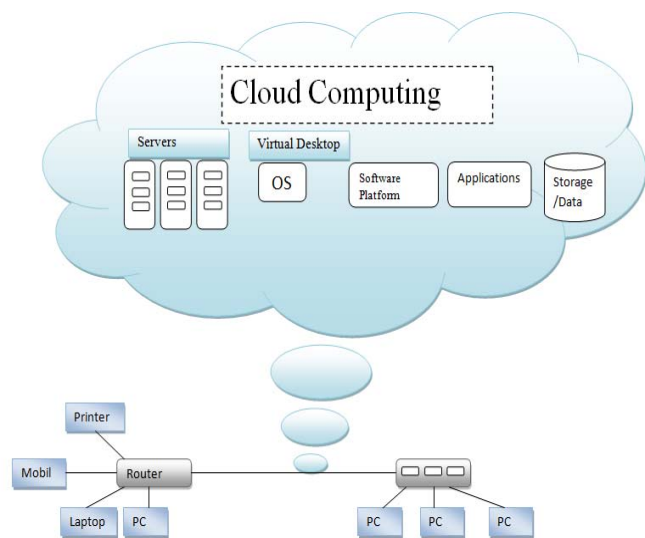 Cloud Computing
Servers
Virtual Desktop
OS
Software
Platform
Applications
Storage
/Data
Printer
Mobil
Router
Laptop
PC
PC
PC
PC